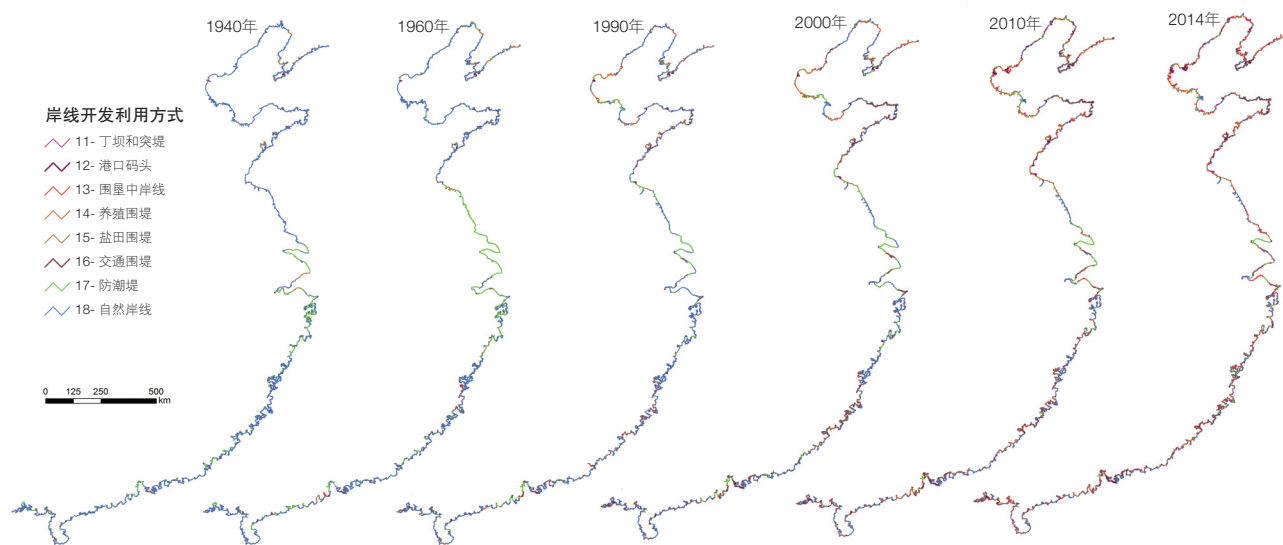 1940年
1960年
1990年
2000年
2010年
2014年
岸线开发利用方式
11- 丁坝和突堤
12- 港口码头
13- 围垦中岸线
14- 养殖围堤
15- 盐田围堤
16- 交通围堤
17- 防潮堤
18- 自然岸线
0 125 250 500
km